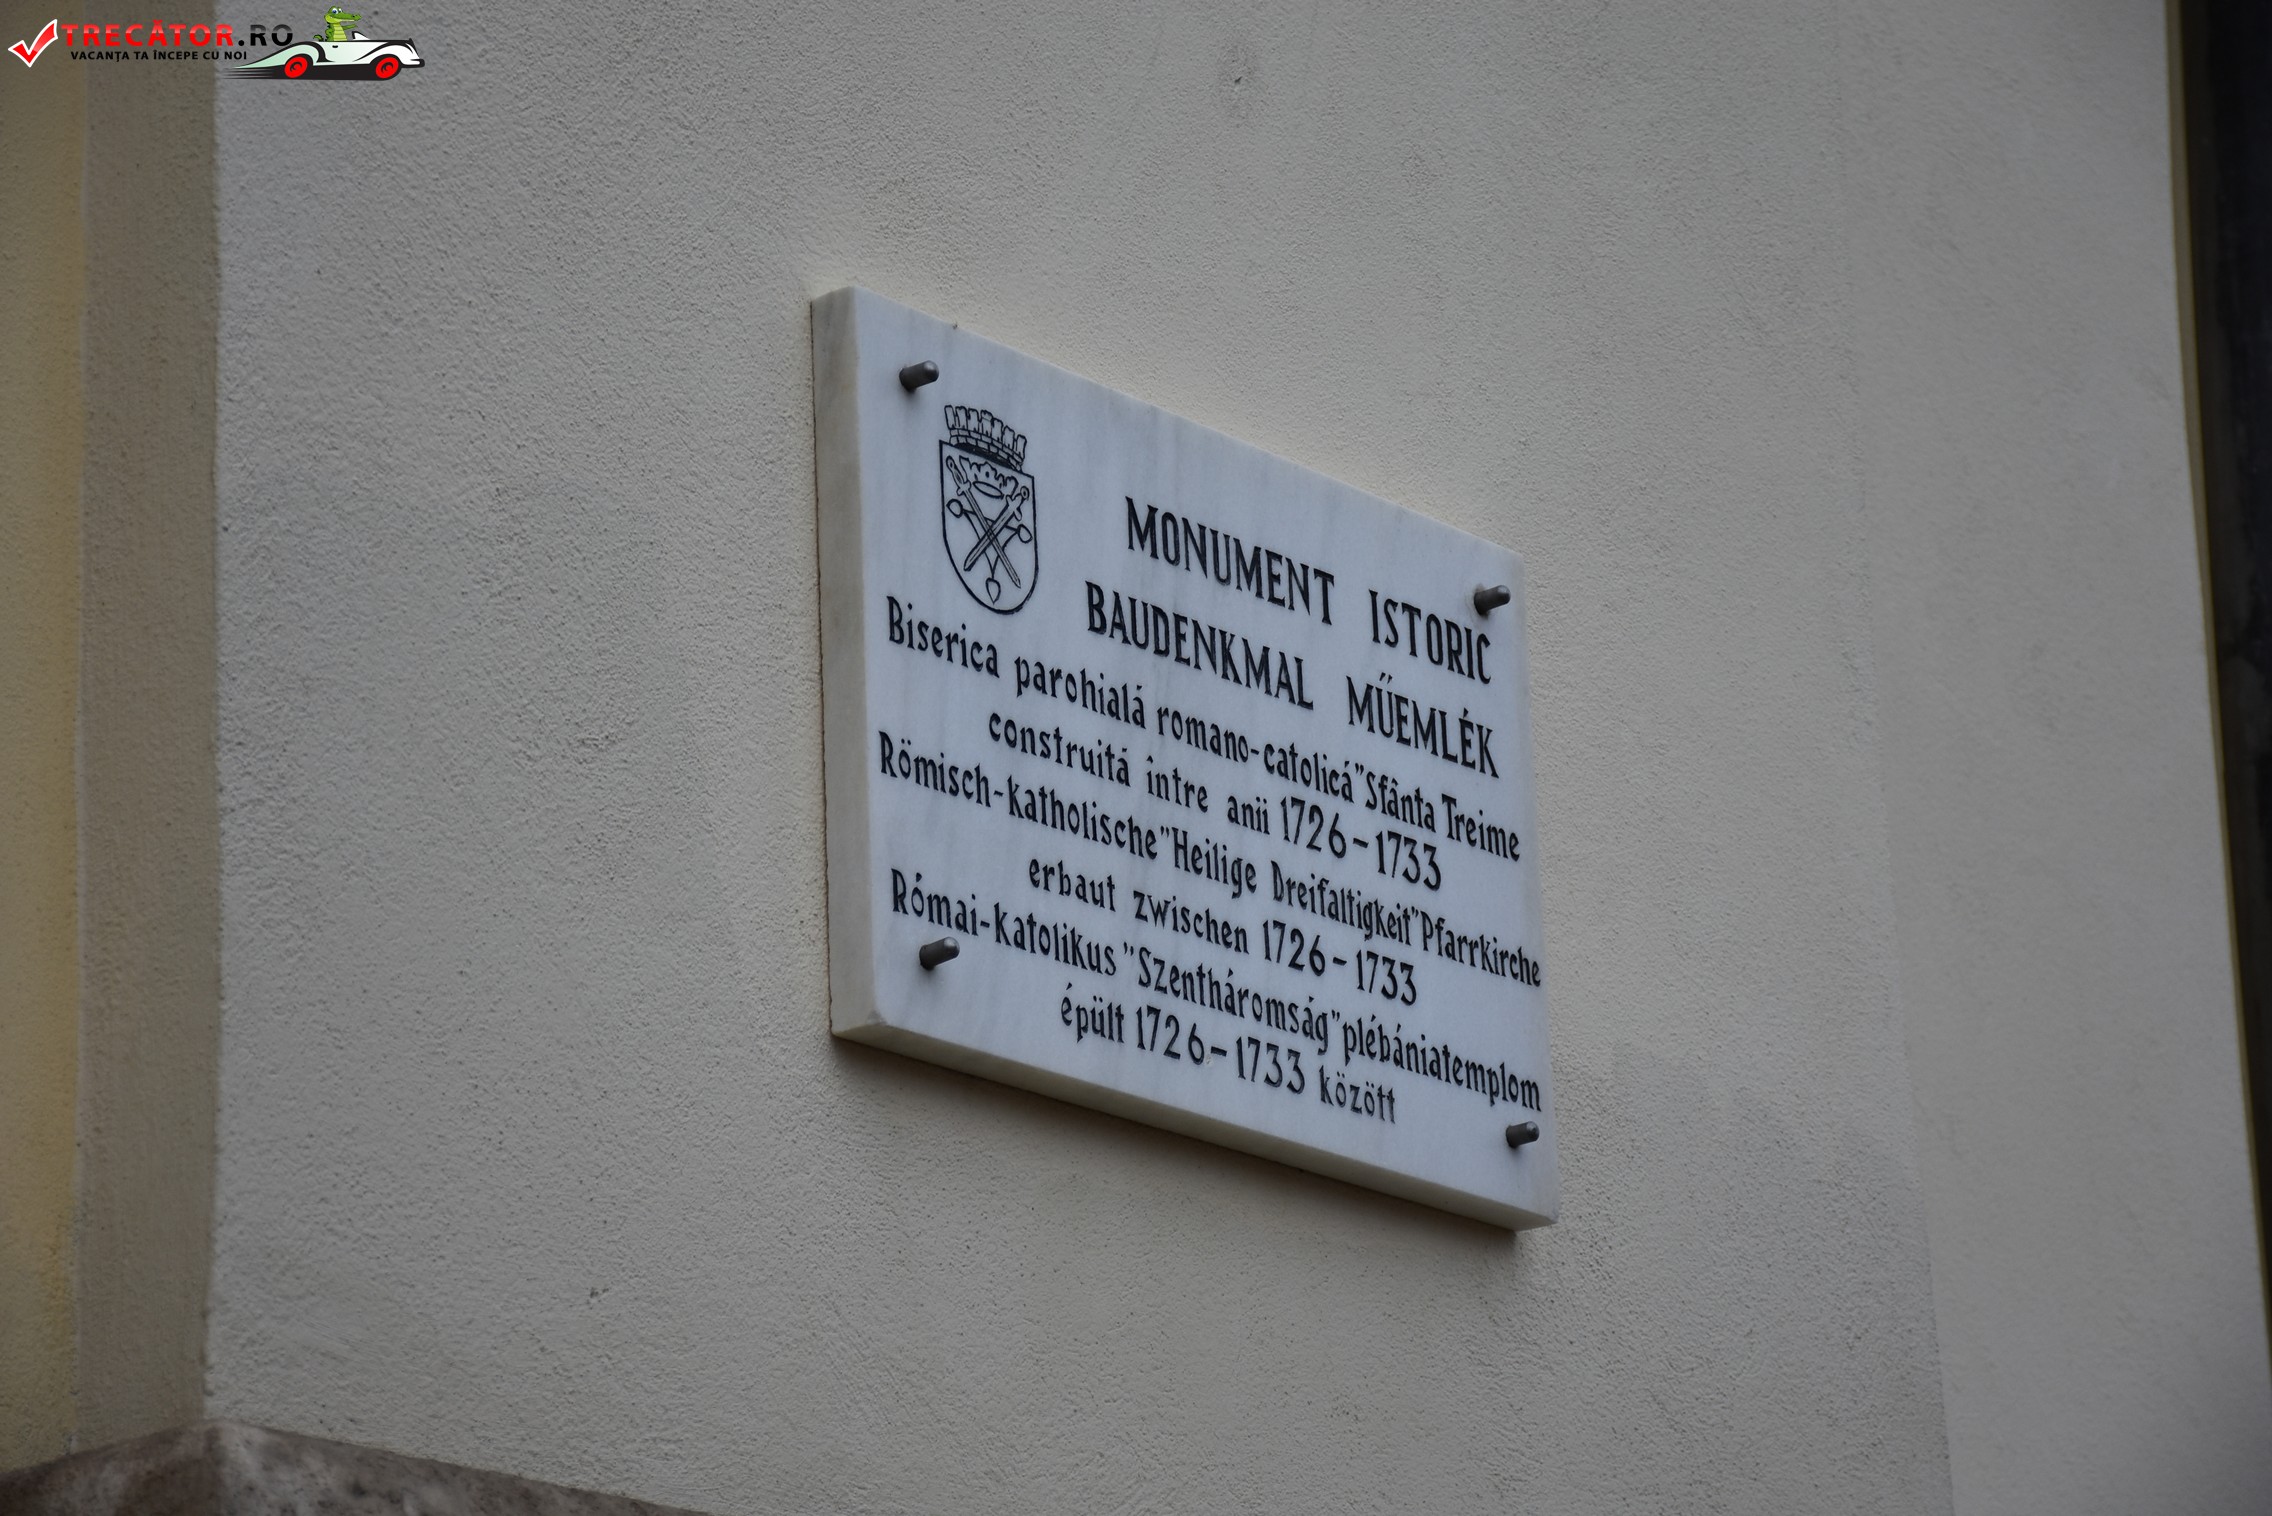 TRECĂTOR.RO
VACANȚA TA ÎNCEPE CU NOI
MONUMENT ISTORIC
BAUDENKMAL MŰEMLÉK
Biserica parohială romano-catolică "Sfânta Treime
construită între anii 1726-1733
Römisch-katholische "Heilige Dreifaltigkeit" Pfarrkirche
erbaut zwischen 1726-1733
Római-katolikus "Szentháromság" plébániatemplom
épült 1726-1733 között